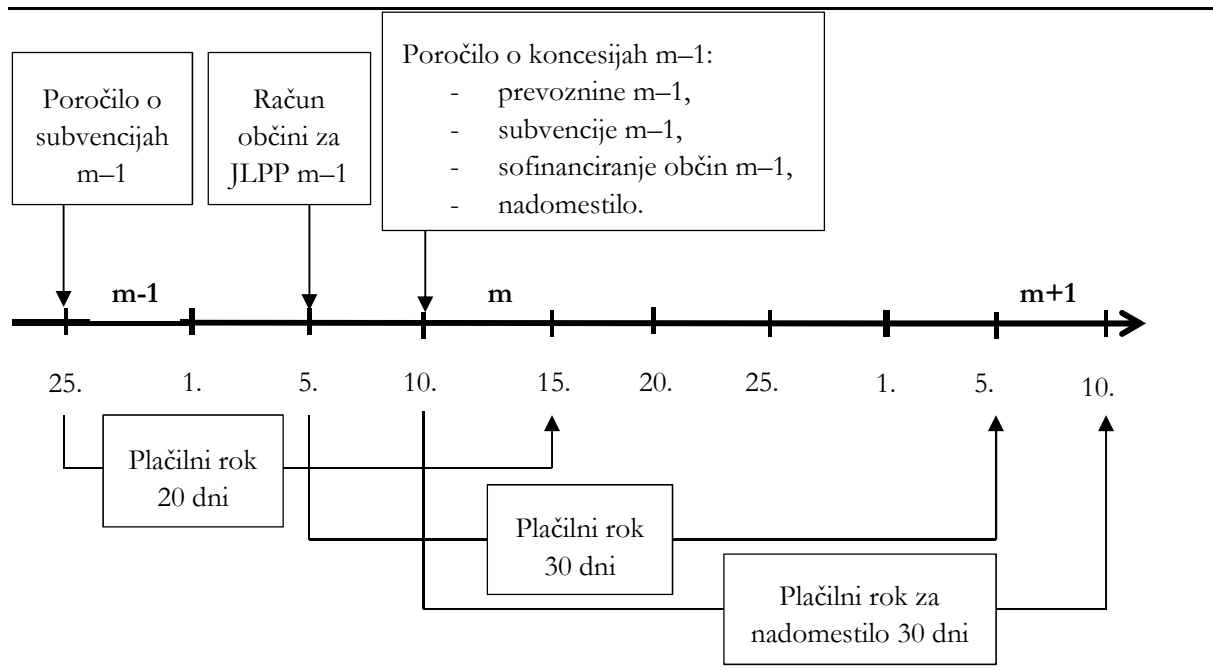 Poročilo o
subvencijah
m–1
Račun
občini za
JLPP m–1
Poročilo o koncesijah m–1:
- prevoznine m–1,
- subvencije m–1,
- sofinanciranje občin m–1,
- nadomestilo.
m-1
m
m+1
25.
1.
5.
10.
15.
20.
25.
1.
5.
10.
Plačilni rok
20 dni
Plačilni rok
30 dni
Plačilni rok za
nadomestilo 30 dni